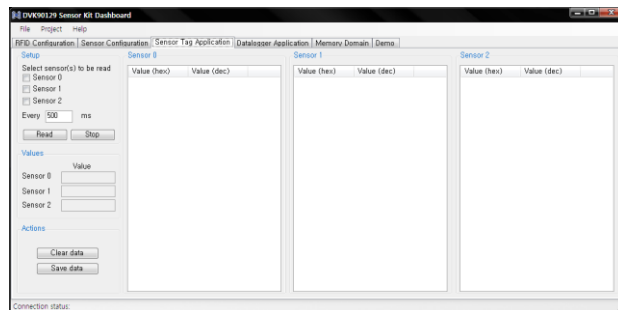 DVK90129 Sensor Kit Dashboard
File Project Help
RFID Configuration Sensor Configuration Sensor Tag Application Datalogger Application Memory Domain Demo
Setup
Select sensor(s) to be read
Sensor 0
Sensor 1
Sensor 2
Every 500 ms
Read Stop
Values
Value
Sensor 0
Sensor 1
Sensor 2
Actions
Clear data
Save data
Sensor 0
Value (hex) Value (dec)
Sensor 1
Value (hex) Value (dec)
Sensor 2
Value (hex) Value (dec)
Connection status: